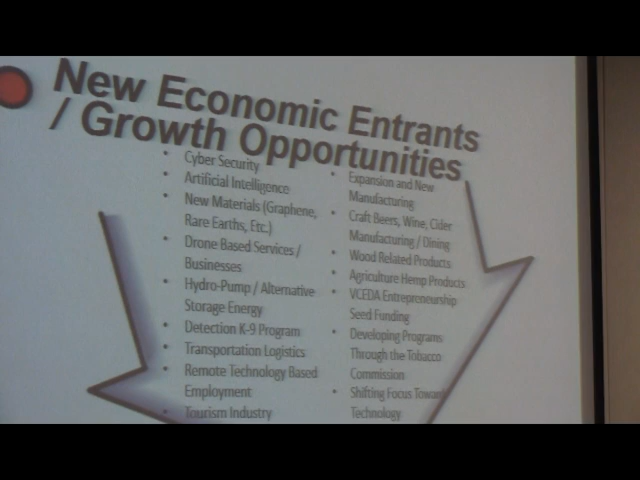 New Economic Entrants
/ Growth Opportunities
• Cyber Security
• Artificial Intelligence
• New Materials (Graphene,
Rare Earths, Etc.)
• Drone Based Services /
Businesses
• Hydro-Pump / Alternative
Storage Energy
• Detection K-9 Program
• Transportation Logistics
• Remote Technology Based
Employment
• Tourism Industry
• Expansion and New
Manufacturing
• Craft Beers, Wine, Cider
Manufacturing / Dining
• Wood Related Products
• Agriculture Hemp Products
• VCEDA Entrepreneurship
Seed Funding
• Developing Programs
Through the Tobacco
Commission
• Shifting Focus Towar
Technology